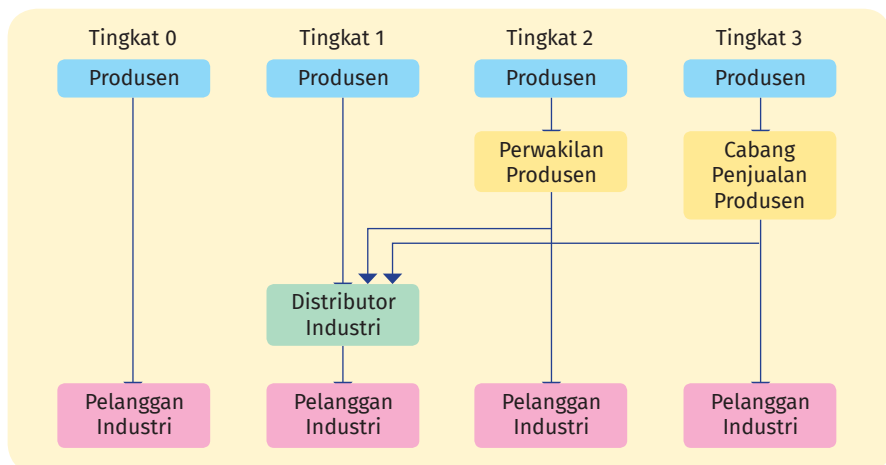 Tingkat 0
Tingkat 1
Tingkat 2
Tingkat 3
Produsen
Produsen
Produsen
Produsen
Perwakilan
Produsen
Cabang
Penjualan
Produsen
Distributor
Industri
Pelanggan
Industri
Pelanggan
Industri
Pelanggan
Industri
Pelanggan
Industri